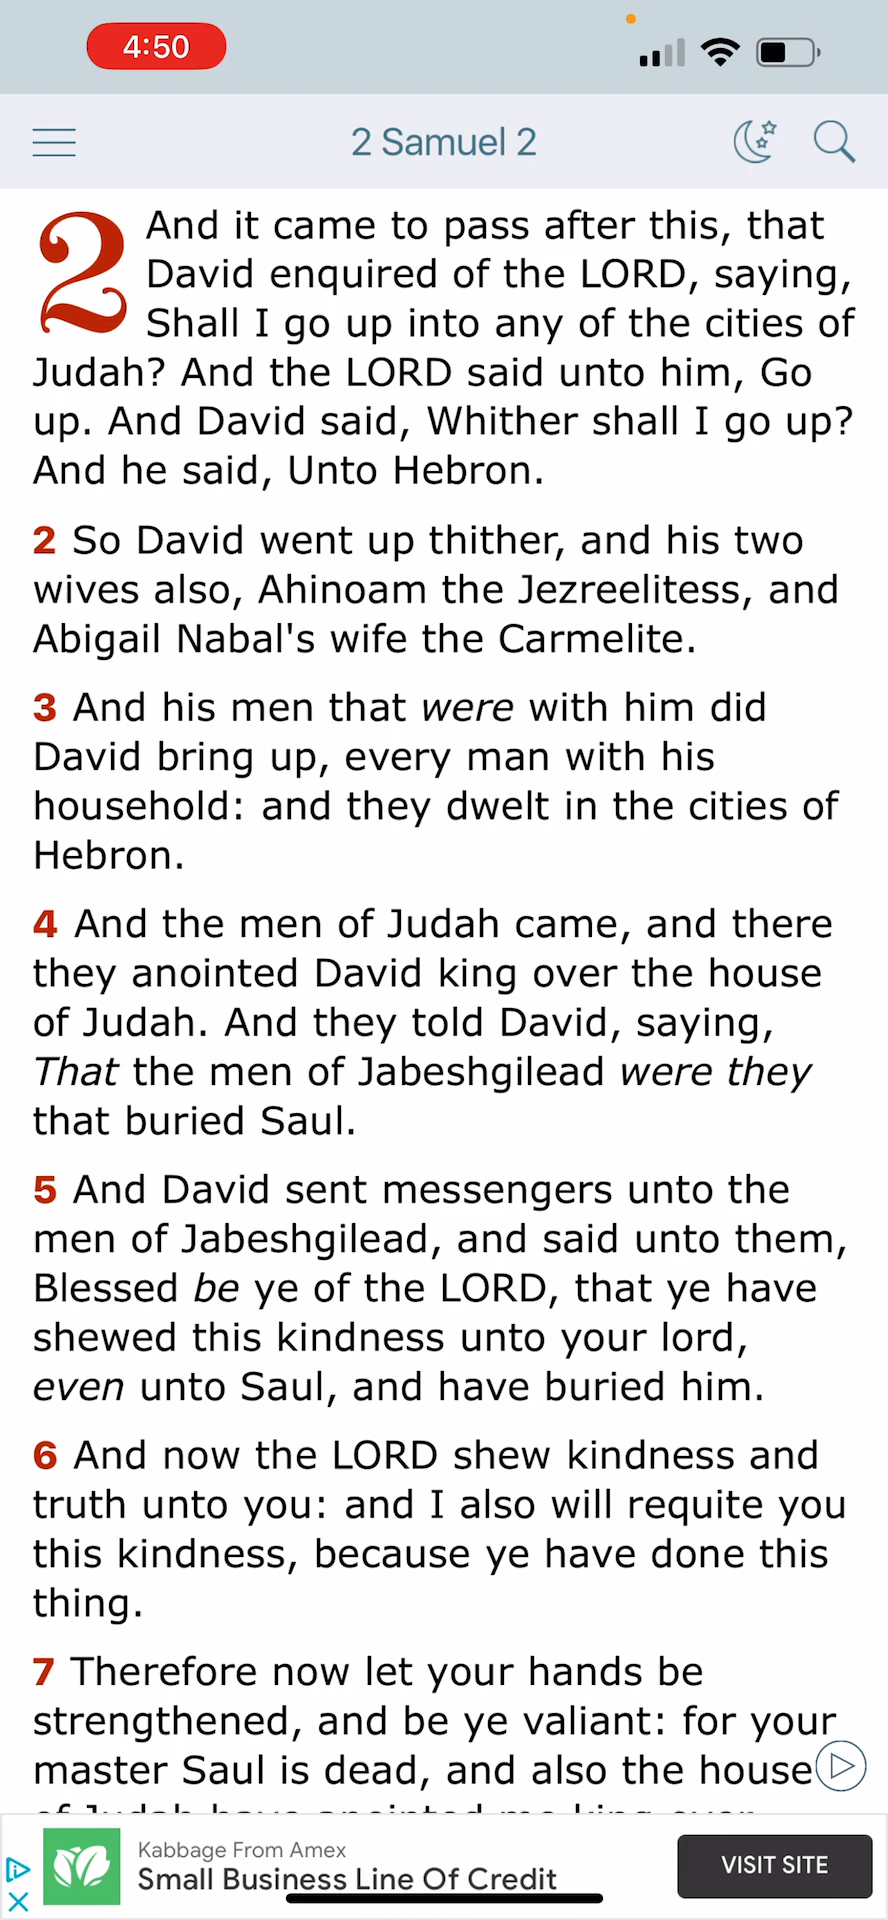 4:50
2 Samuel 2
2 And it came to pass after this, that
David enquired of the LORD, saying,
Shall I go up into any of the cities of
Judah? And the LORD said unto him, Go
up. And David said, Whither shall I go up?
And he said, Unto Hebron.
2 So David went up thither, and his two
wives also, Ahinoam the Jezreelitess, and
Abigail Nabal's wife the Carmelite.
3 And his men that were with him did
David bring up, every man with his
household: and they dwelt in the cities of
Hebron.
4 And the men of Judah came, and there
they anointed David king over the house
of Judah. And they told David, saying,
That the men of Jabeshgilead were they
that buried Saul.
5 And David sent messengers unto the
men of Jabeshgilead, and said unto them,
Blessed be ye of the LORD, that ye have
shewed this kindness unto your lord,
even unto Saul, and have buried him.
6 And now the LORD shew kindness and
truth unto you: and I also will requite you
this kindness, because ye have done this
thing.
7 Therefore now let your hands be
strengthened, and be ye valiant: for your
master Saul is dead, and also the house
of Judah have anointed me king over
Kabbage From Amex
Small Business Line Of Credit
VISIT SITE